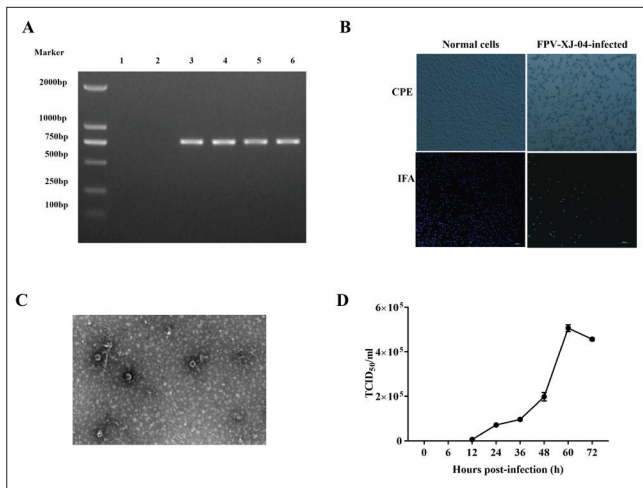 A
Marker
1 2 3 4 5 6
2000bp
1000bp
750bp
500bp
250bp
100bp
B
Normal cells FPV-XJ-04-infected
CPE
IFA
C
D
TCID50/ml
6×10⁵
4×10⁵
2×10⁵
0
0 6 12 24 36 48 60 72
Hours post-infection (h)